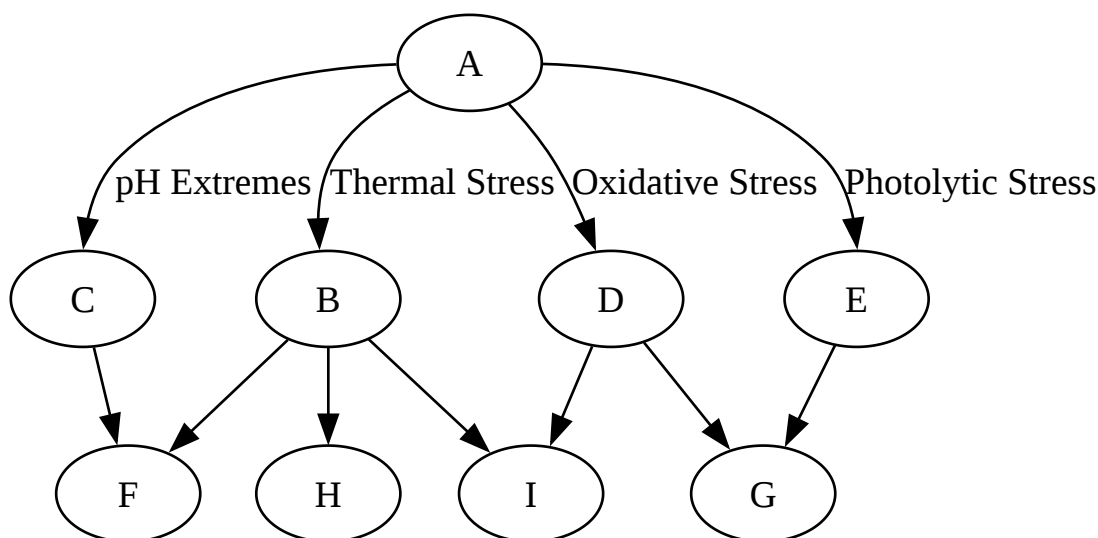 A
pH Extremes Thermal Stress Oxidative Stress Photolytic Stress
C B D E
F H I G